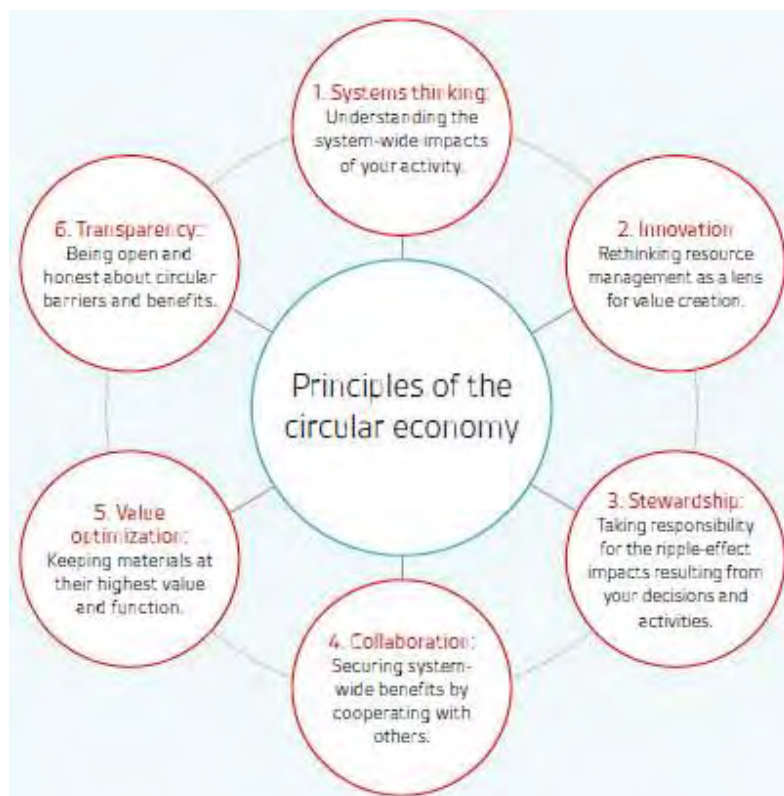 1. Systems thinking:
Understanding the
system-wide impacts
of your activity.
2. Innovation
Rethinking resource
management as a lens
for value creation.
3. Stewardship:
Taking responsibility
for the ripple-effect
impacts resulting from
your decisions and
activities.
4. Collaboration:
Securing system-
wide benefits by
cooperating with
others.
5. Value
optimization:
Keeping materials at
their highest value
and function.
6. Transparency:
Being open and
honest about circular
barriers and benefits.
Principles of the
circular economy